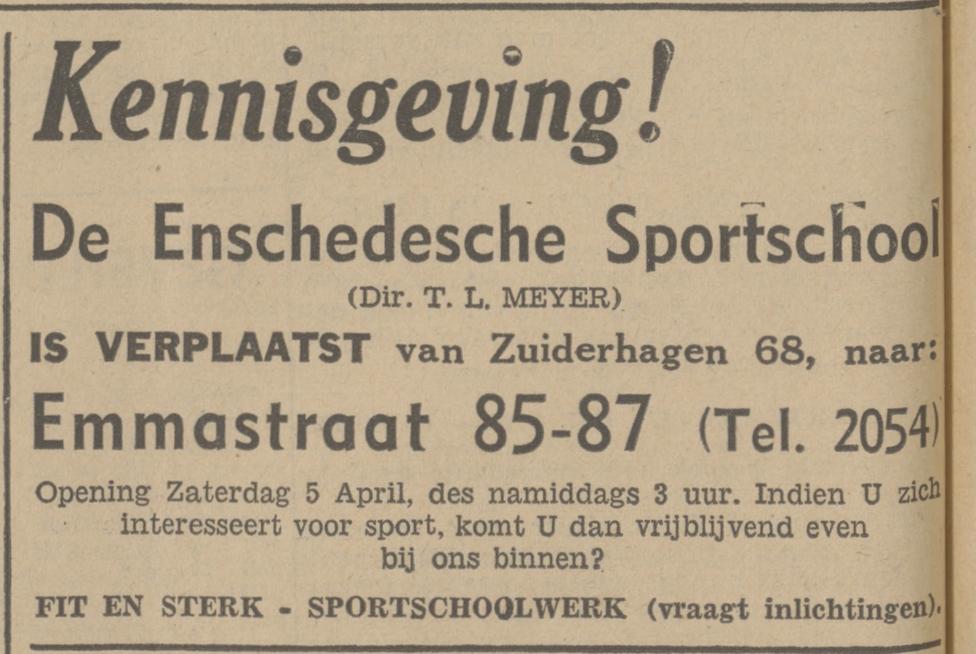 Kennisgeving!
De Enschedesche Sportschool
(Dir. T. L. MEYER)
IS VERPLAATST van Zuiderhagen 68, naar:
Emmastraat 85-87 (Tel. 2054)
Opening Zaterdag 5 April, des namiddags 3 uur. Indien U zich
interesseert voor sport, komt U dan vrijblijvend even
bij ons binnen?
FIT EN STERK - SPORTSCHOOLWERK (vraagt inlichtingen).